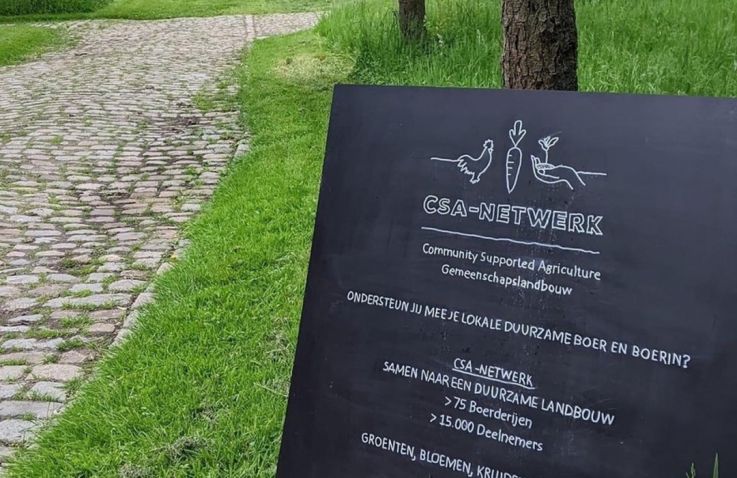 CSA-NETWERK
Community Supported Agriculture
Gemeenschapslandbouw
ONDERSTEUN JIJ MEE JE LOKALE DUURZAME BOER EN BOERIN?
CSA-NETWERK
SAMEN NAAR EEN DUURZAME LANDBOUW
>75 Boerderijen
>15.000 Deelnemers
GROENTEN, BLOEMEN,